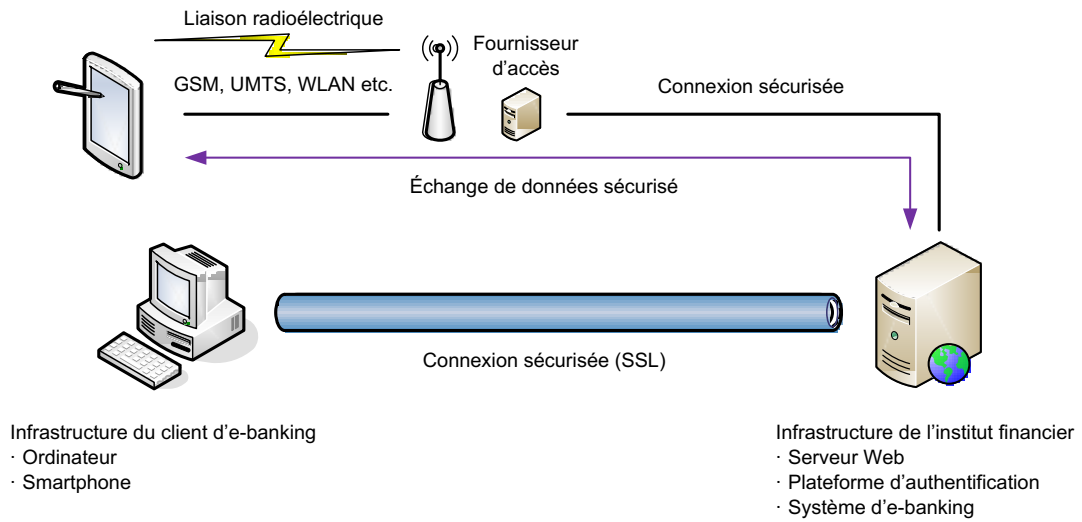 Liaison radioélectrique
GSM, UMTS, WLAN etc.
Fournisseur
d'accès
Connexion sécurisée
Échange de données sécurisé
Connexion sécurisée (SSL)
Infrastructure du client d'e-banking
· Ordinateur
· Smartphone
Infrastructure de l'institut financier
· Serveur Web
· Plateforme d'authentification
· Système d'e-banking